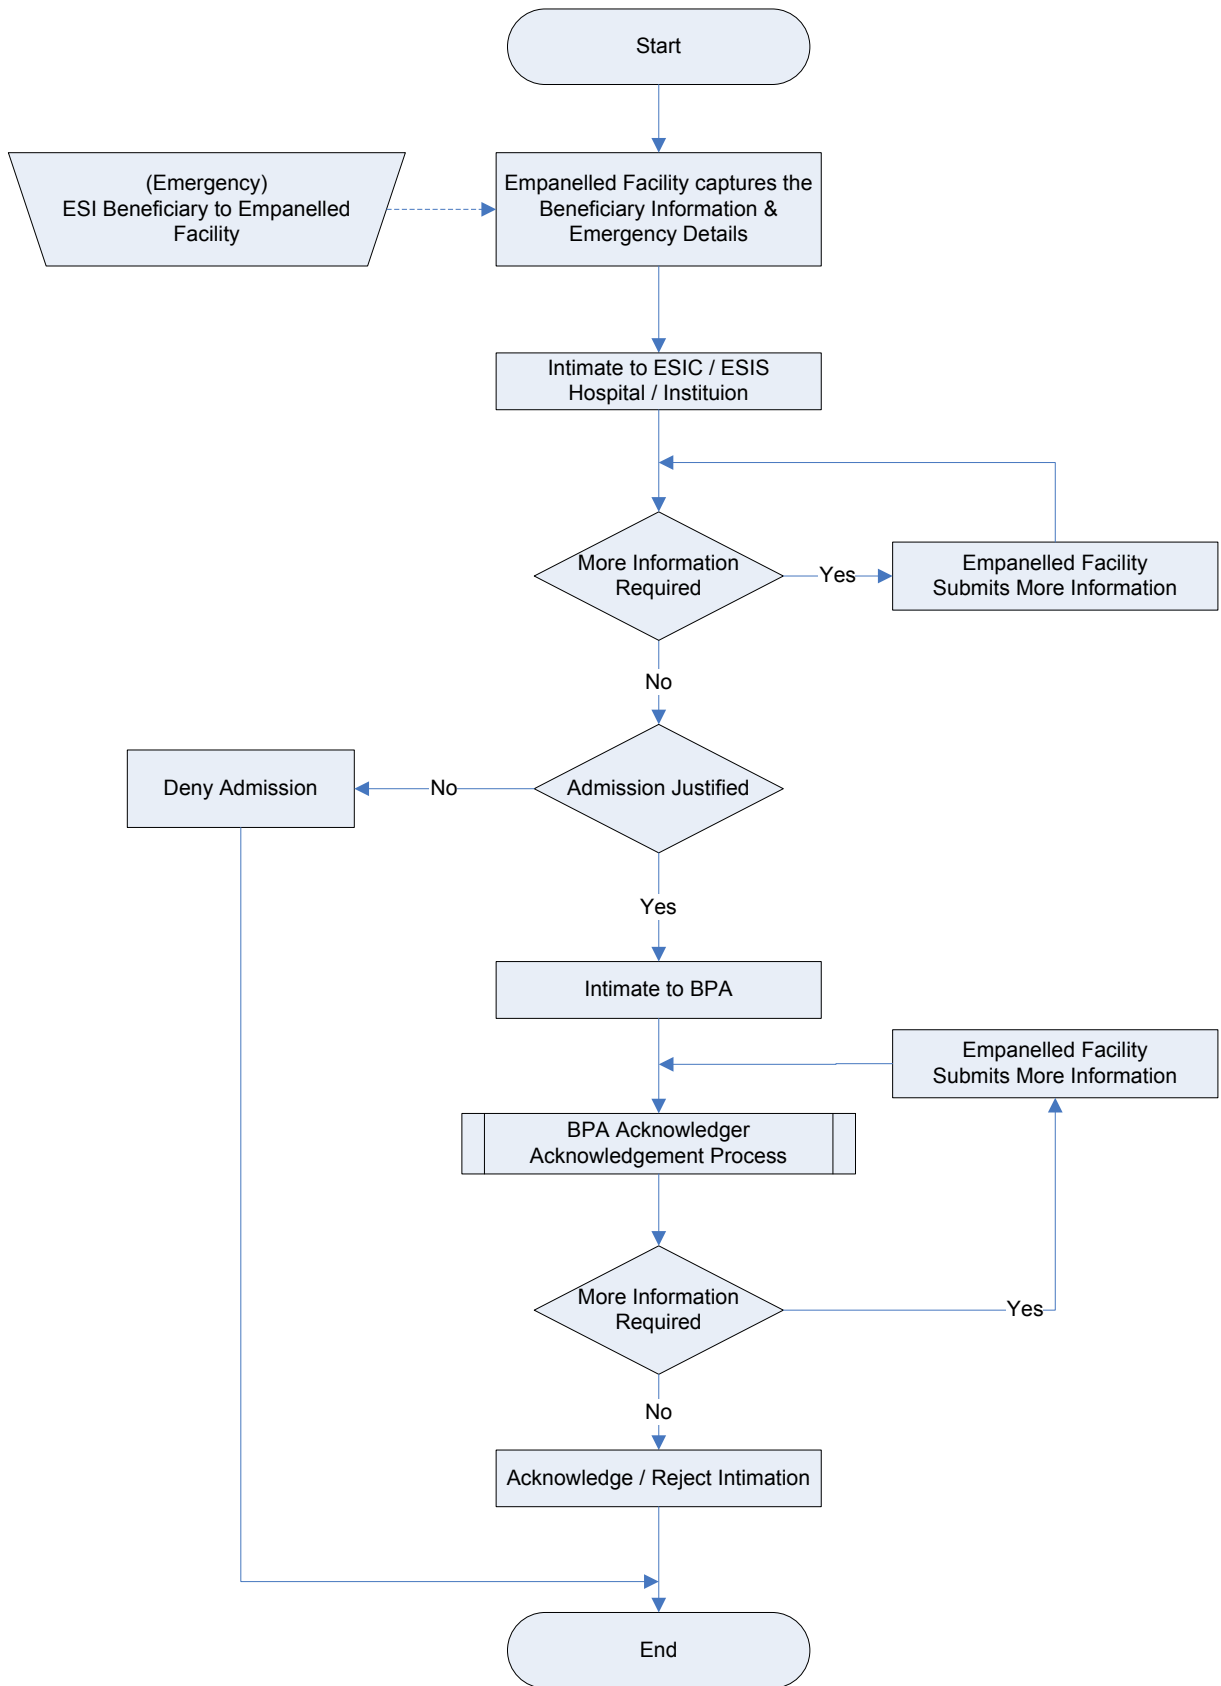 Start
(Emergency)
ESI Beneficiary to Empanelled
Facility
Empanelled Facility captures the
Beneficiary Information &
Emergency Details
Intimate to ESIC / ESIS
Hospital / Instituion
More Information
Required
Yes
Empanelled Facility
Submits More Information
No
Admission Justified
No
Deny Admission
Yes
Intimate to BPA
Empanelled Facility
Submits More Information
BPA Acknowledger
Acknowledgement Process
More Information
Required
Yes
No
Acknowledge / Reject Intimation
End